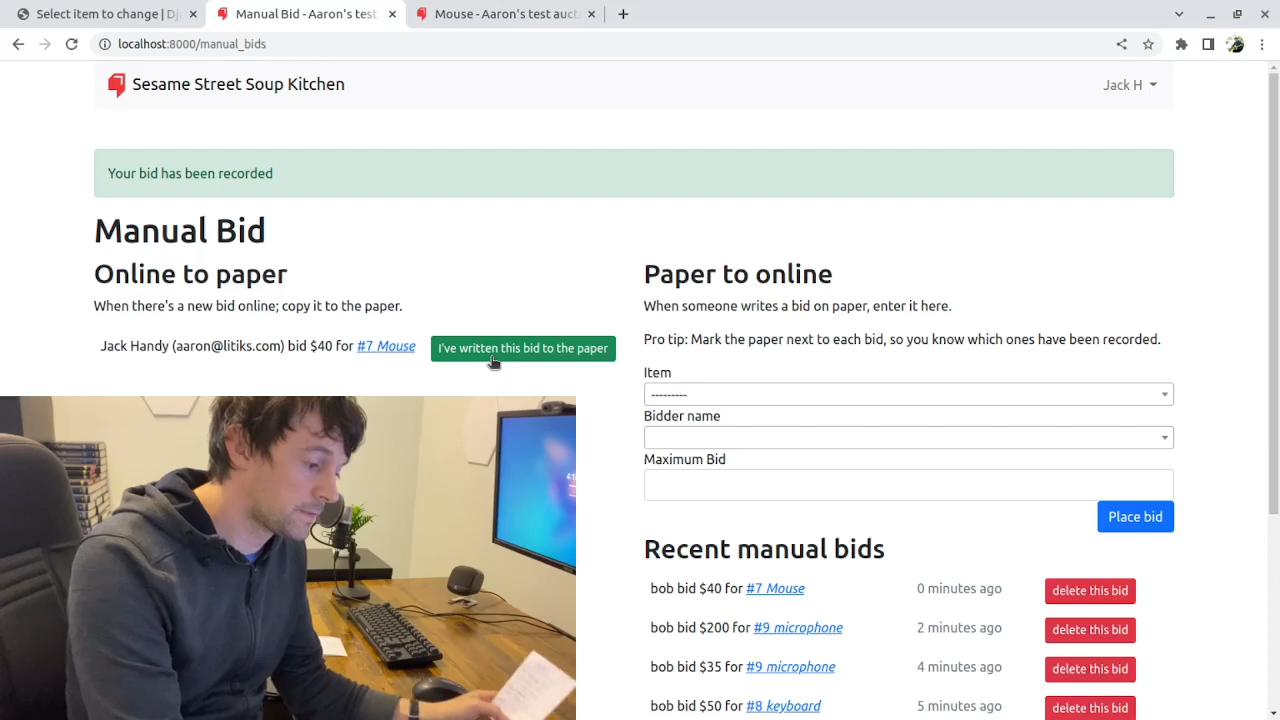 Select item to change | Dj
Manual Bid - Aaron's test
Mouse - Aaron's test auct
localhost:8000/manual_bids
Sesame Street Soup Kitchen
Jack H
Your bid has been recorded
Manual Bid
Online to paper
When there's a new bid online; copy it to the paper.
Jack Handy (aaron@litiks.com) bid $40 for #7 Mouse
I've written this bid to the paper
Paper to online
When someone writes a bid on paper, enter it here.
Pro tip: Mark the paper next to each bid, so you know which ones have been recorded.
Item
---------
Bidder name
Maximum Bid
Place bid
Recent manual bids
bob bid $40 for #7 Mouse 0 minutes ago delete this bid
bob bid $200 for #9 microphone 2 minutes ago delete this bid
bob bid $35 for #9 microphone 4 minutes ago delete this bid
bob bid $50 for #8 keyboard 5 minutes ago delete this bid